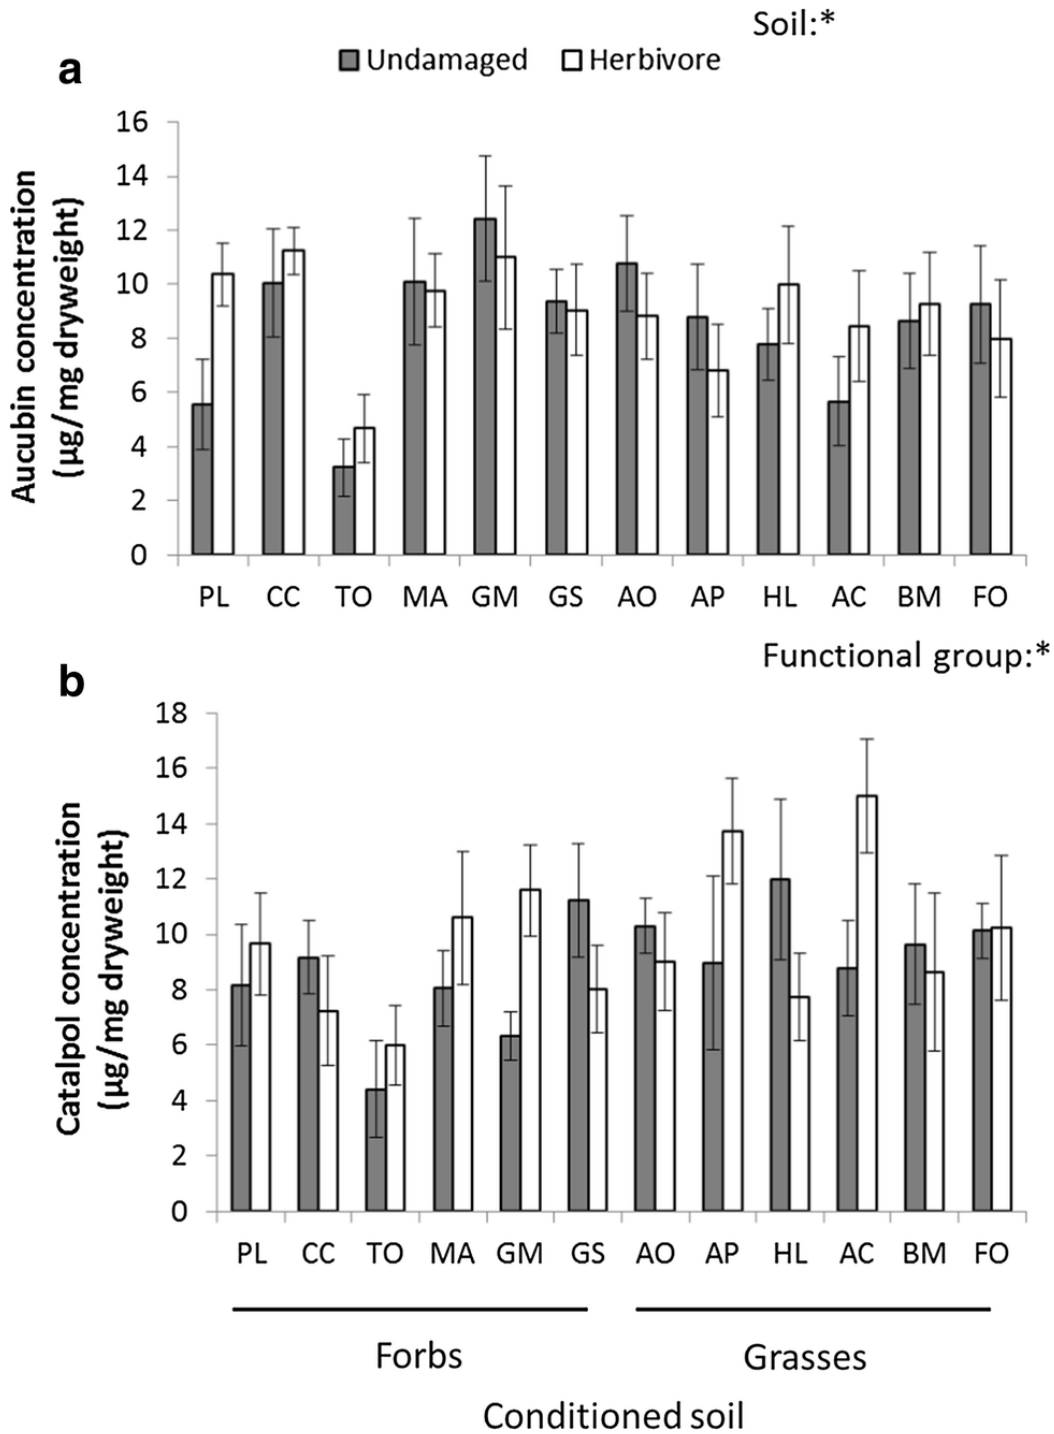 Soil:*
a
Undamaged Herbivore
Aucubin concentration
(µg/mg dryweight)
16
14
12
10
8
6
4
2
0
PL CC TO MA GM GS AO AP HL AC BM FO
Functional group:*
b
Catalpol concentration
(µg/mg dryweight)
18
16
14
12
10
8
6
4
2
0
PL CC TO MA GM GS AO AP HL AC BM FO
Forbs Grasses
Conditioned soil